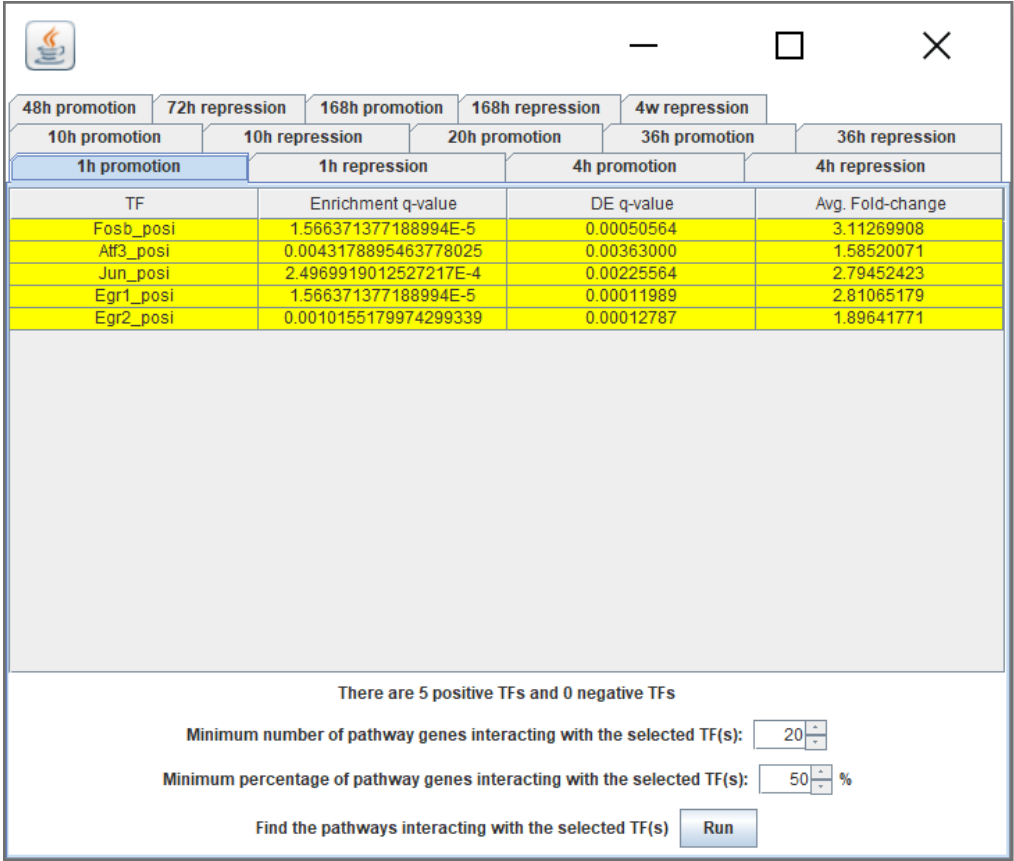 48h promotion 72h repression 168h promotion 168h repression 4w repression
10h promotion 10h repression 20h promotion 36h promotion 36h repression
1h promotion 1h repression 4h promotion 4h repression
TF Enrichment q-value DE q-value Avg. Fold-change
Fosb_posi 1.566371377188994E-5 0.00050564 3.11269908
Atf3_posi 0.0043178895463778025 0.00363000 1.58520071
Jun_posi 2.4969919012527217E-4 0.00225564 2.79452423
Egr1_posi 1.566371377188994E-5 0.00011989 2.81065179
Egr2_posi 0.0010155179974299339 0.00012787 1.89641771
There are 5 positive TFs and 0 negative TFs
Minimum number of pathway genes interacting with the selected TF(s): 20
Minimum percentage of pathway genes interacting with the selected TF(s): 50 %
Find the pathways interacting with the selected TF(s) Run